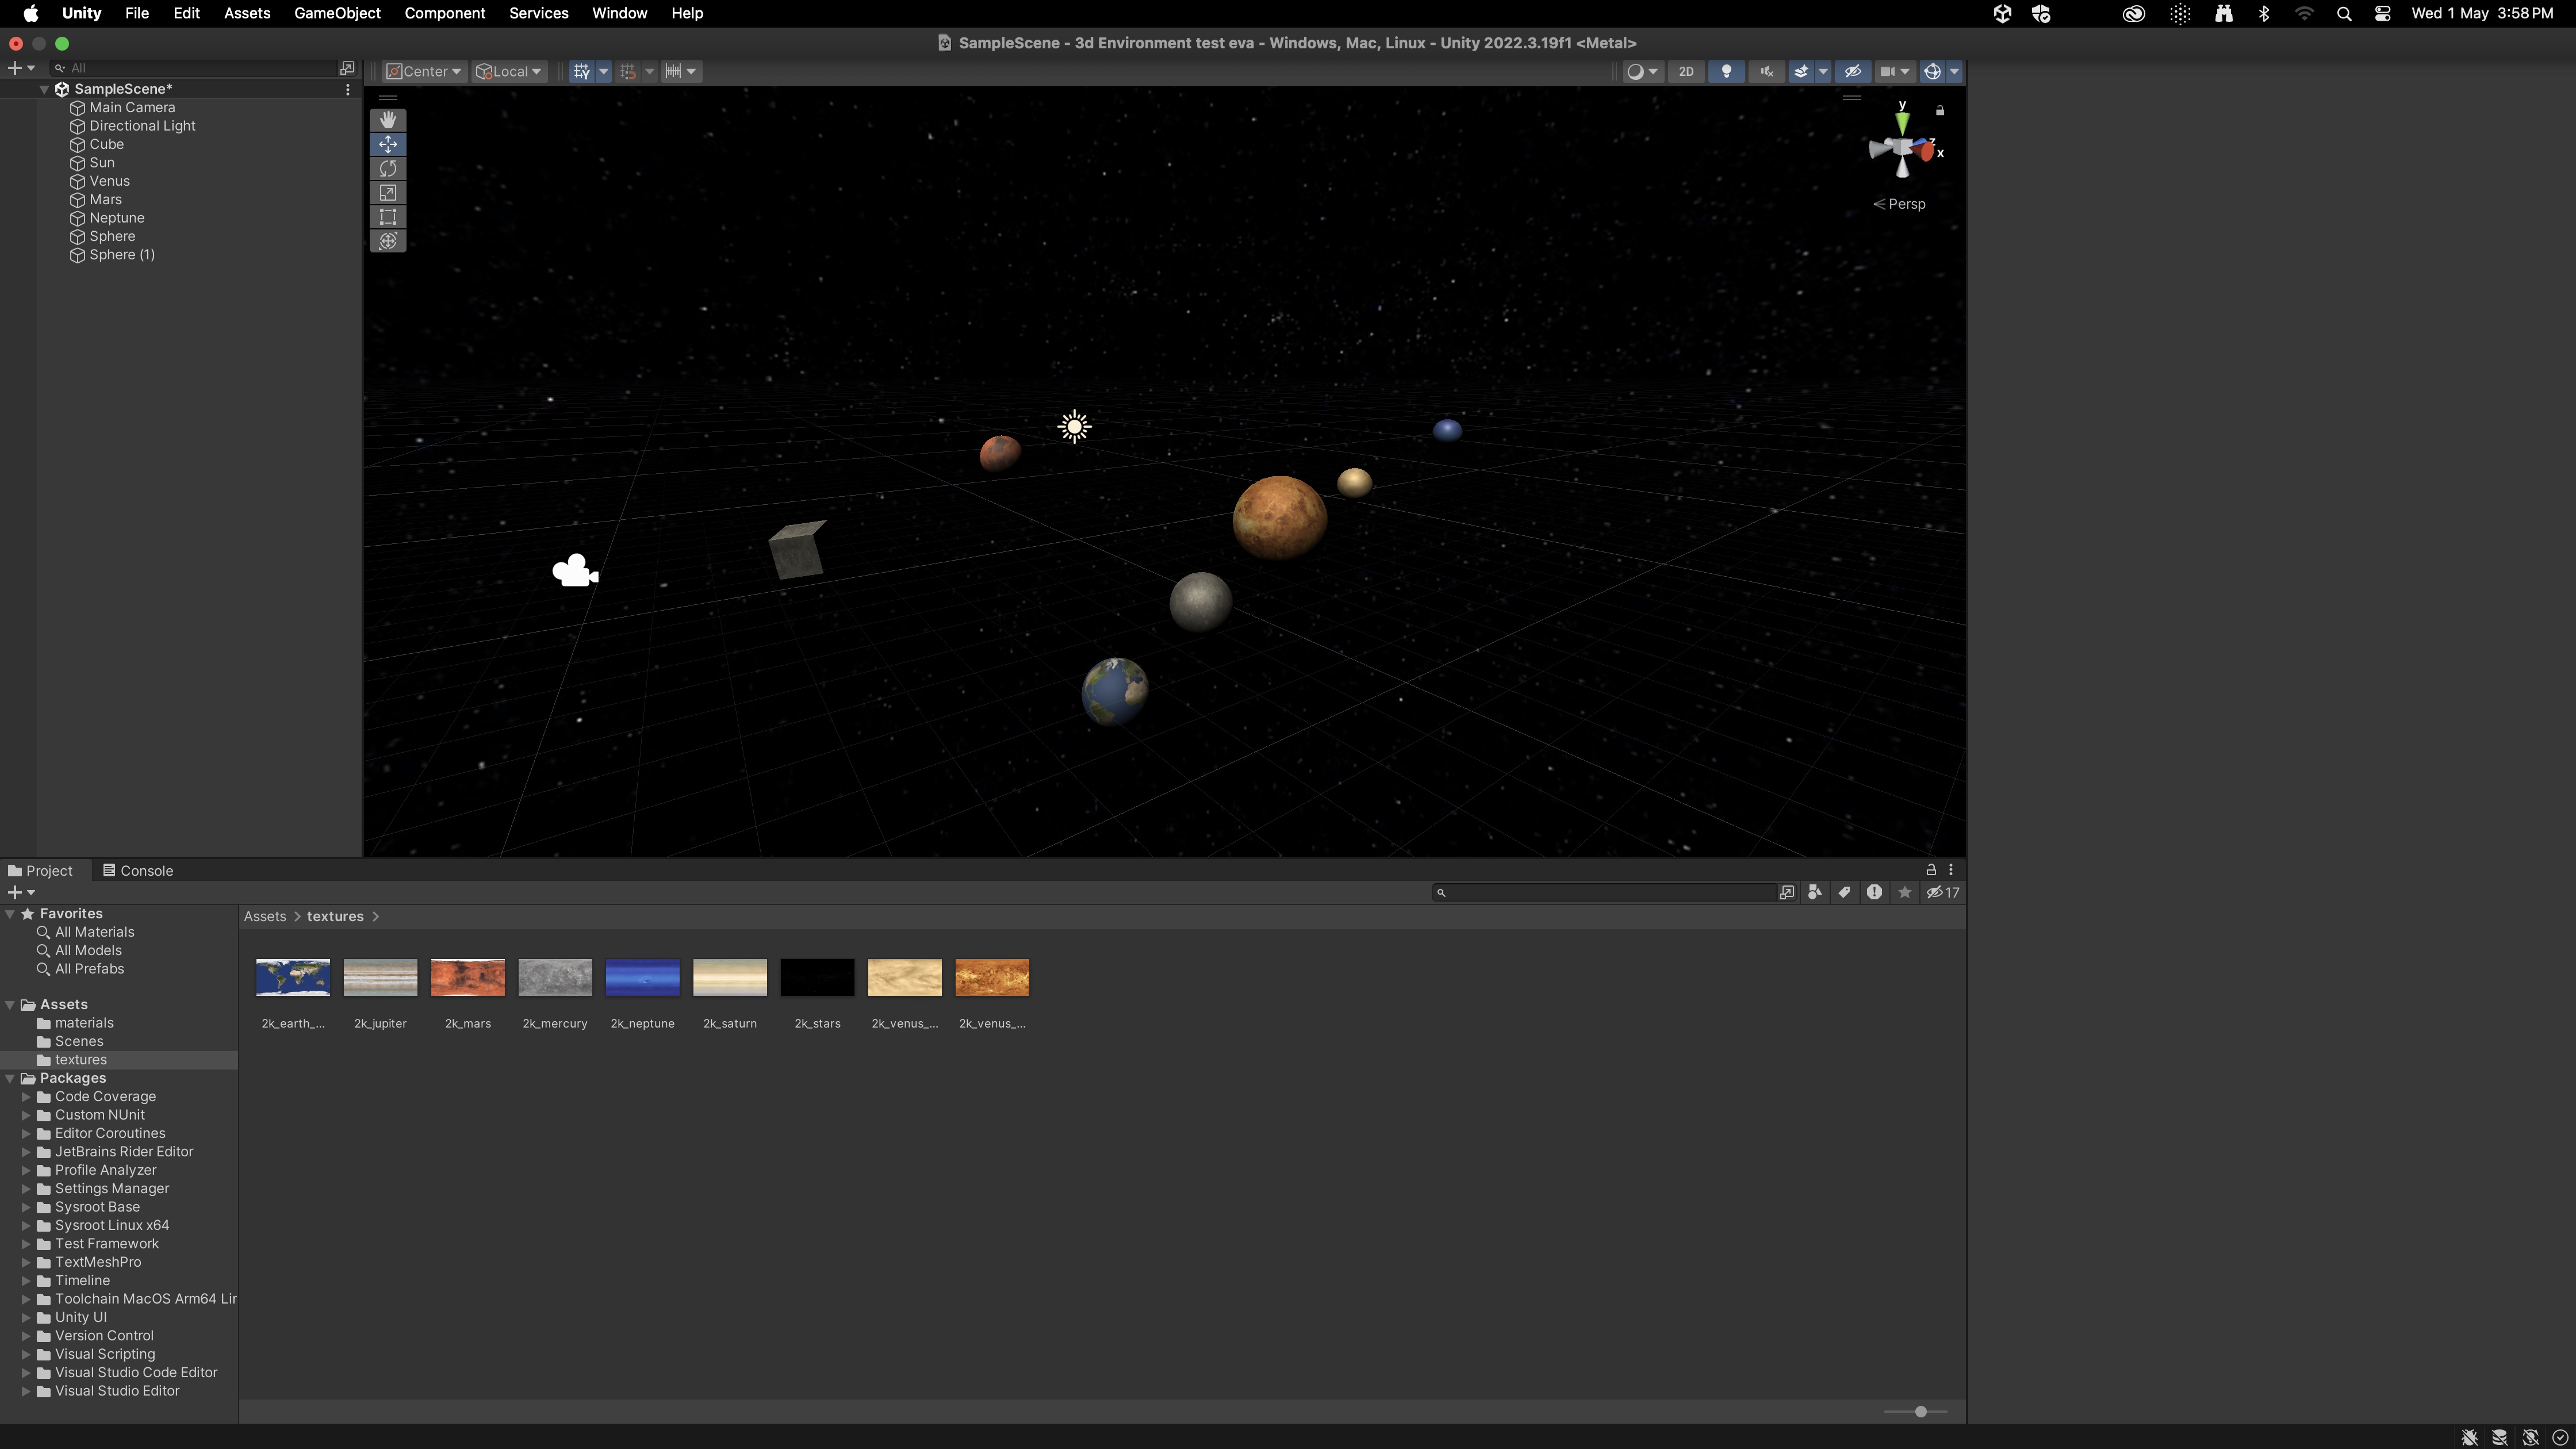 Unity File Edit Assets GameObject Component Services Window Help Wed 1 May 3:58 PM
SampleScene - 3d Environment test eva - Windows, Mac, Linux - Unity 2022.3.19f1 <Metal>
All
Center Local 2D
SampleScene*
Main Camera
Directional Light
Cube
Sun
Venus
Mars
Neptune
Sphere
Sphere (1)
y
z
x
Persp
Project Console
17
Favorites
All Materials
All Models
All Prefabs
Assets
materials
Scenes
textures
Packages
Code Coverage
Custom NUnit
Editor Coroutines
JetBrains Rider Editor
Profile Analyzer
Settings Manager
Sysroot Base
Sysroot Linux x64
Test Framework
TextMeshPro
Timeline
Toolchain MacOS Arm64 Lin
Unity UI
Version Control
Visual Scripting
Visual Studio Code Editor
Visual Studio Editor
Assets > textures >
2k_earth_... 2k_jupiter 2k_mars 2k_mercury 2k_neptune 2k_saturn 2k_stars 2k_venus_... 2k_venus_...